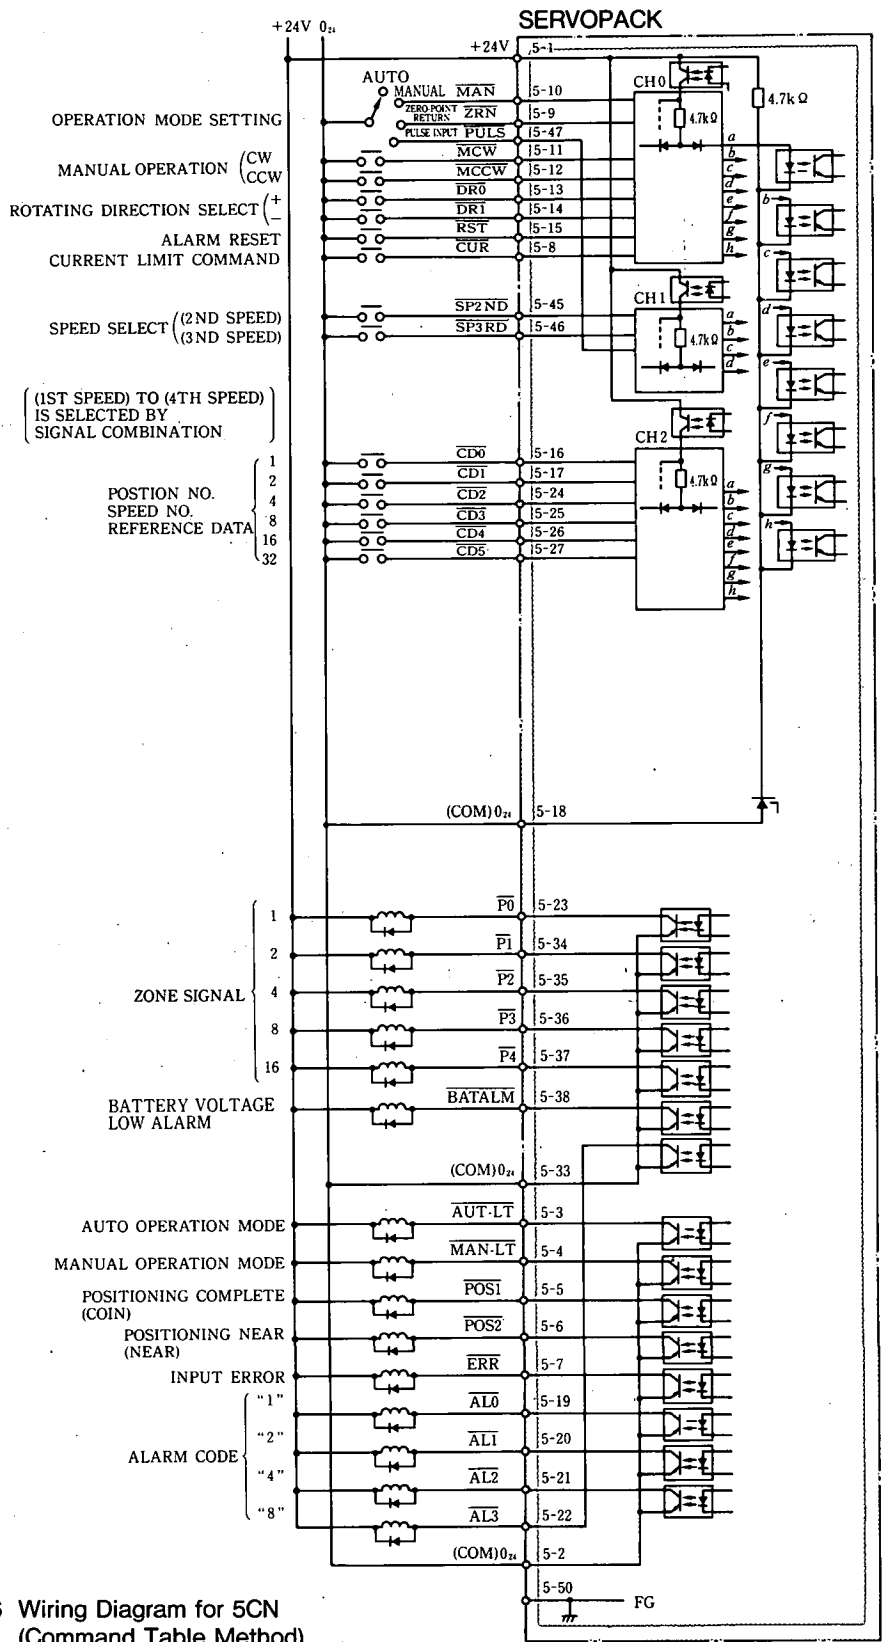 SERVOPACK
+24V 0₂₄
+24V 5-1
AUTO
MANUAL MAN 5-10
ZERO-POINT RETURN ZRN 5-9
PULSE INPUT PULS 5-47
OPERATION MODE SETTING
MANUAL OPERATION (CW
CCW
MCW 5-11
MCCW 5-12
ROTATING DIRECTION SELECT (+
−
DR0 5-13
DR1 5-14
ALARM RESET RST 5-15
CURRENT LIMIT COMMAND CUR 5-8
CH0
4.7kΩ
4.7kΩ
a
b
c
d
e
f
g
h
b
c
d
e
f
g
h
SPEED SELECT ((2ND SPEED)
(3ND SPEED)
SP2ND 5-45
SP3RD 5-46
CH1
4.7kΩ
a
b
c
d
(1ST SPEED) TO (4TH SPEED)
IS SELECTED BY
SIGNAL COMBINATION
POSTION NO.
SPEED NO.
REFERENCE DATA
1 CD0 5-16
2 CD1 5-17
4 CD2 5-24
8 CD3 5-25
16 CD4 5-26
32 CD5 5-27
CH2
4.7kΩ
a
b
c
d
e
f
g
h
(COM)0₂₄ 5-18
ZONE SIGNAL
1 P0 5-23
2 P1 5-34
4 P2 5-35
8 P3 5-36
16 P4 5-37
BATTERY VOLTAGE
LOW ALARM
BATALM 5-38
(COM)0₂₄ 5-33
AUTO OPERATION MODE AUT-LT 5-3
MANUAL OPERATION MODE MAN-LT 5-4
POSITIONING COMPLETE
(COIN)
POS1 5-5
POSITIONING NEAR
(NEAR)
POS2 5-6
INPUT ERROR ERR 5-7
ALARM CODE
"1" AL0 5-19
"2" AL1 5-20
"4" AL2 5-21
"8" AL3 5-22
(COM)0₂₄ 5-2
5-50 FG
Wiring Diagram for 5CN
(Command Table Method)